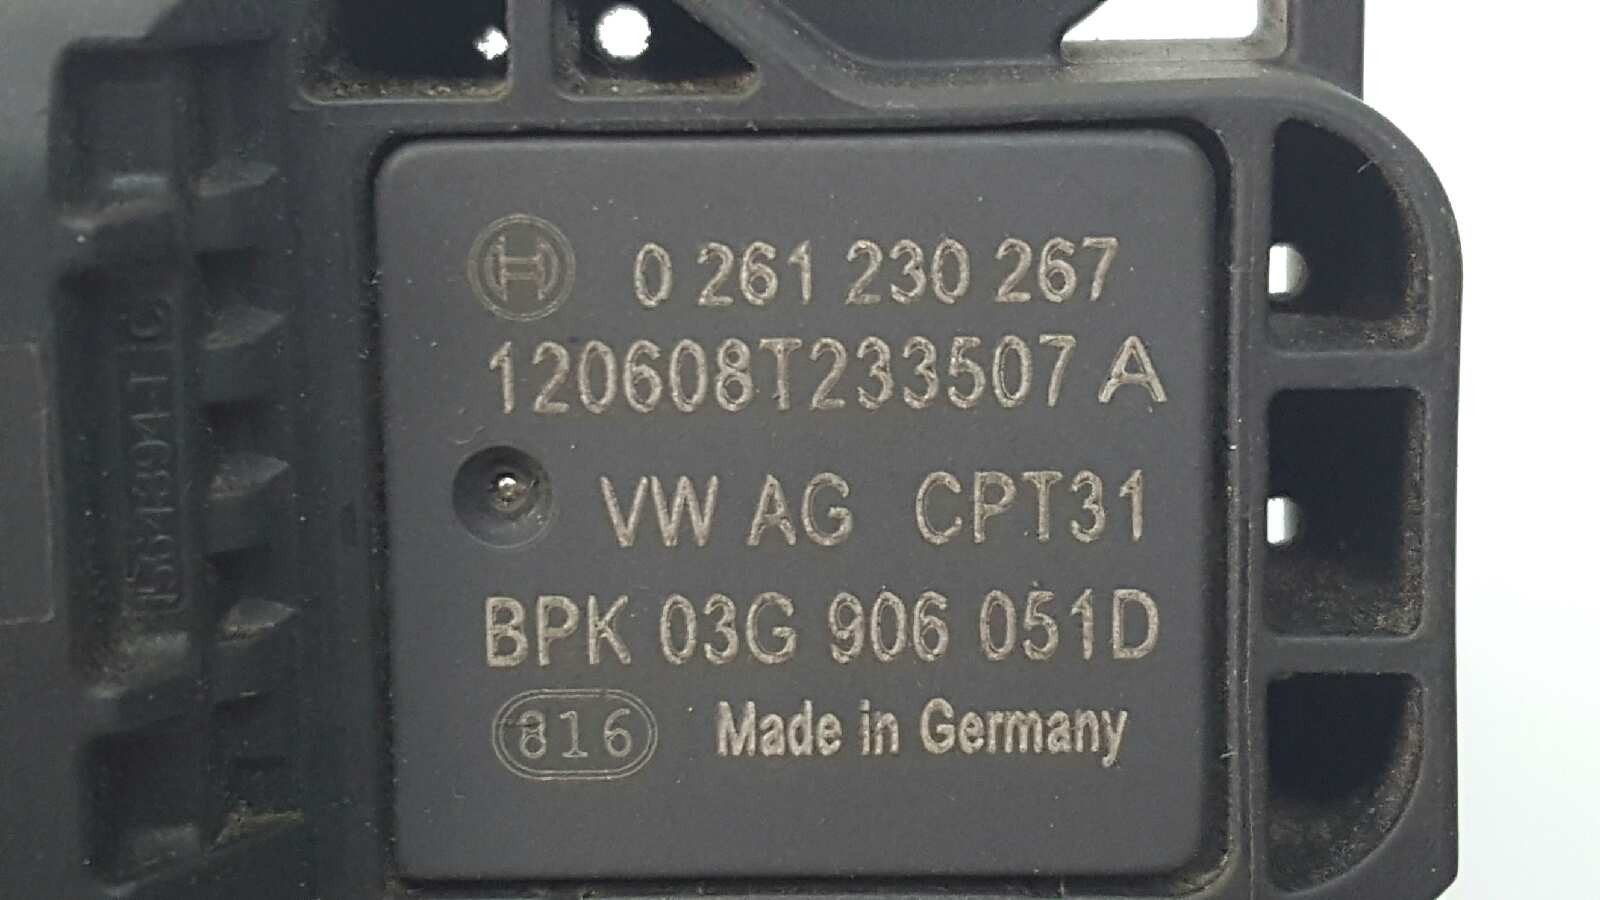 0 261 230 267
120608T233507 A
VW AG CPT31
BPK 03G 906 051D
816 Made in Germany